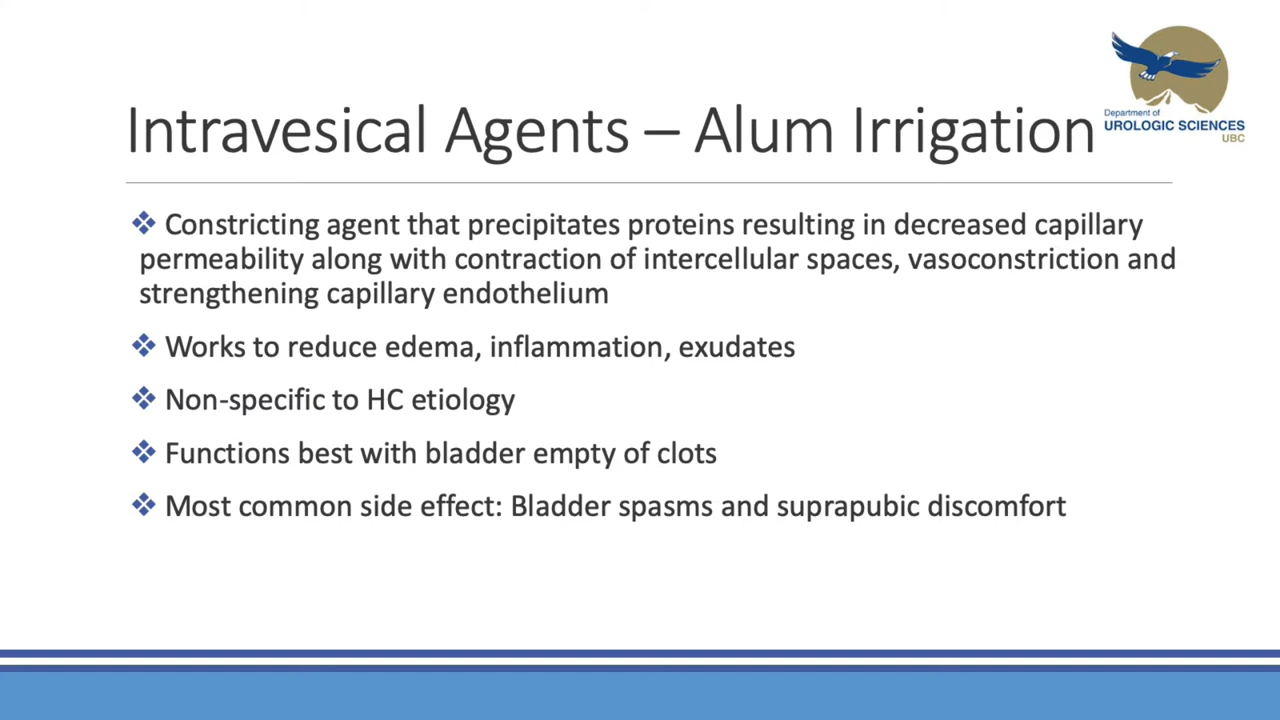 Department of
UROLOGIC SCIENCES
UBC
Intravesical Agents – Alum Irrigation
❖ Constricting agent that precipitates proteins resulting in decreased capillary
permeability along with contraction of intercellular spaces, vasoconstriction and
strengthening capillary endothelium
❖ Works to reduce edema, inflammation, exudates
❖ Non-specific to HC etiology
❖ Functions best with bladder empty of clots
❖ Most common side effect: Bladder spasms and suprapubic discomfort